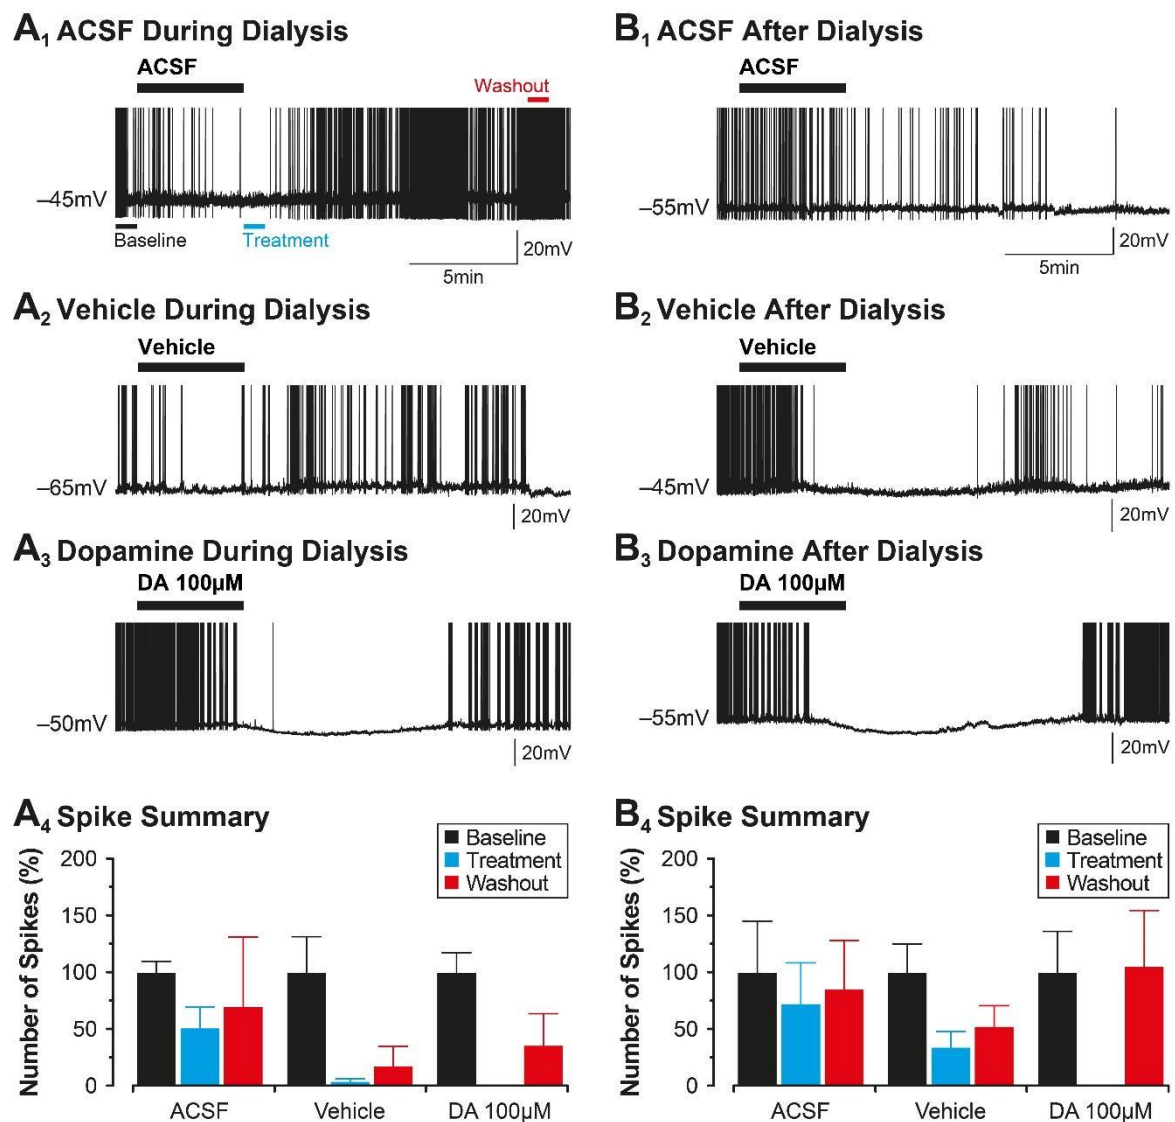 A1 ACSF During Dialysis
ACSF
Washout
–45mV
Baseline
Treatment
20mV
5min
B1 ACSF After Dialysis
ACSF
–55mV
20mV
5min
A2 Vehicle During Dialysis
Vehicle
–65mV
20mV
B2 Vehicle After Dialysis
Vehicle
–45mV
20mV
A3 Dopamine During Dialysis
DA 100µM
–50mV
20mV
B3 Dopamine After Dialysis
DA 100µM
–55mV
20mV
A4 Spike Summary
Number of Spikes (%)
200
150
100
50
0
Baseline
Treatment
Washout
ACSF
Vehicle
DA 100µM
B4 Spike Summary
Number of Spikes (%)
200
150
100
50
0
Baseline
Treatment
Washout
ACSF
Vehicle
DA 100µM